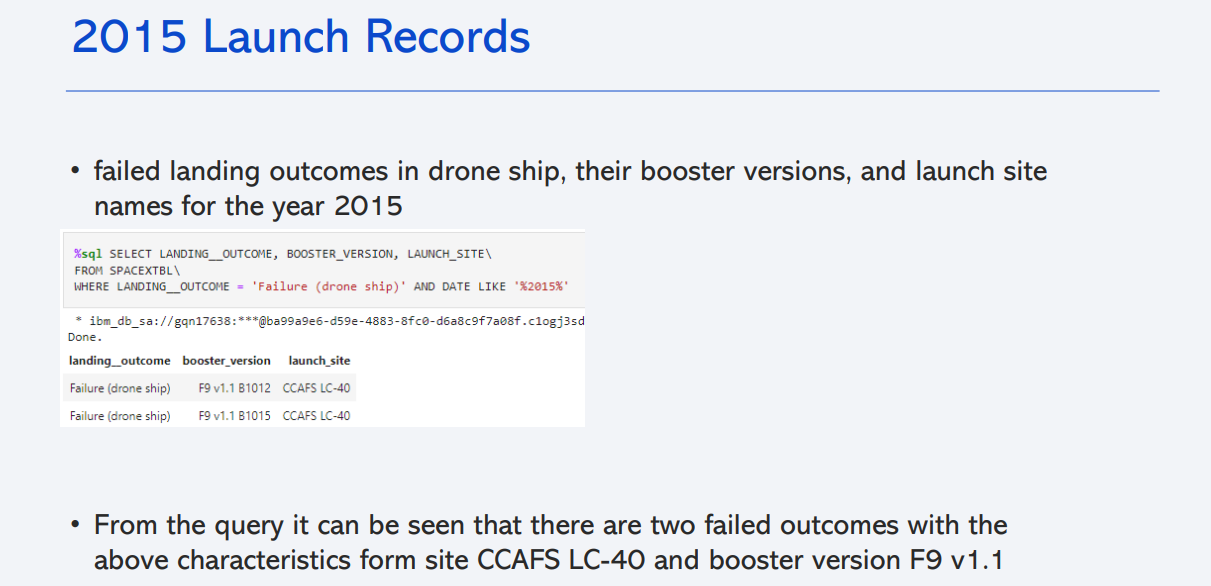 2015 Launch Records
• failed landing outcomes in drone ship, their booster versions, and launch site
names for the year 2015
%sql SELECT LANDING__OUTCOME, BOOSTER_VERSION, LAUNCH_SITE\
FROM SPACEXTBL\
WHERE LANDING__OUTCOME = 'Failure (drone ship)' AND DATE LIKE '%2015%'
* ibm_db_sa://gqn17638:***@ba99a9e6-d59e-4883-8fc0-d6a8c9f7a08f.c1ogj3sd
Done.
landing__outcome booster_version launch_site
Failure (drone ship) F9 v1.1 B1012 CCAFS LC-40
Failure (drone ship) F9 v1.1 B1015 CCAFS LC-40
• From the query it can be seen that there are two failed outcomes with the
above characteristics form site CCAFS LC-40 and booster version F9 v1.1